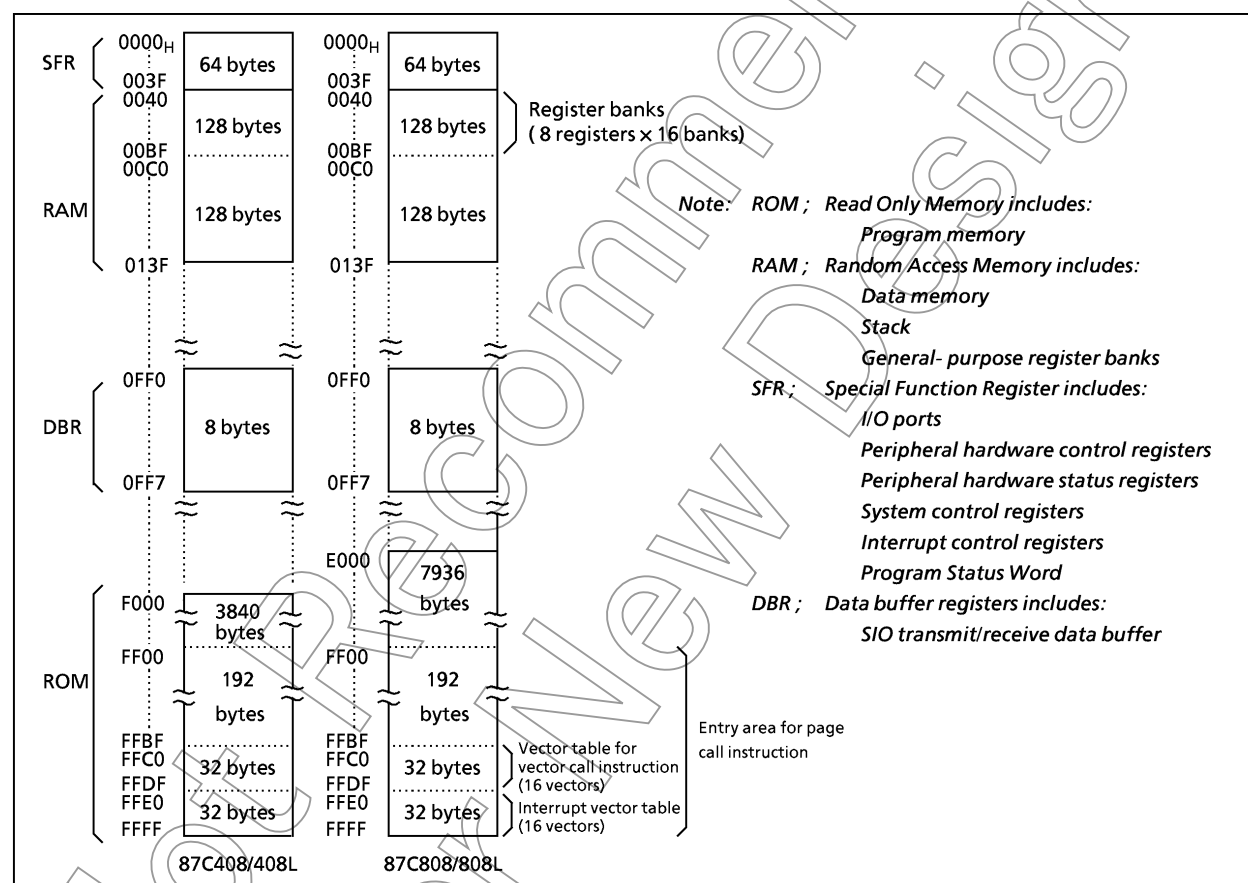 SFR
0000H
64 bytes
003F
0040
128 bytes
00BF
00C0
RAM
128 bytes
013F
0FF0
DBR
8 bytes
0FF7
F000
3840
bytes
FF00
ROM
192
bytes
FFBF
FFC0
32 bytes
FFDF
FFE0
32 bytes
FFFF
87C408/408L
0000H
64 bytes
003F
0040
128 bytes
Register banks
( 8 registers × 16 banks)
00BF
00C0
128 bytes
013F
0FF0
8 bytes
0FF7
E000
7936
bytes
FF00
192
bytes
FFBF
FFC0
32 bytes
Vector table for
vector call instruction
(16 vectors)
FFDF
FFE0
32 bytes
Interrupt vector table
(16 vectors)
FFFF
87C808/808L
Entry area for page
call instruction
Note: ROM ; Read Only Memory includes:
Program memory
RAM ; Random Access Memory includes:
Data memory
Stack
General- purpose register banks
SFR ; Special Function Register includes:
I/O ports
Peripheral hardware control registers
Peripheral hardware status registers
System control registers
Interrupt control registers
Program Status Word
DBR ; Data buffer registers includes:
SIO transmit/receive data buffer
Not Recommen
or New Design